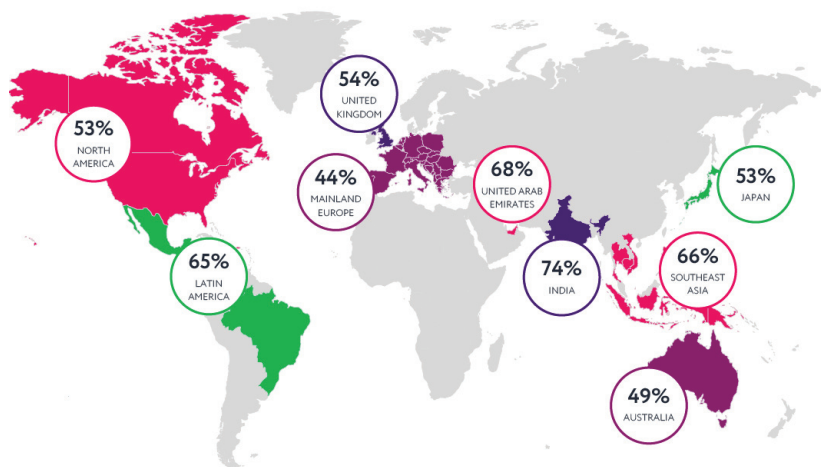 54%
UNITED
KINGDOM
53%
NORTH
AMERICA
44%
MAINLAND
EUROPE
68%
UNITED ARAB
EMIRATES
53%
JAPAN
65%
LATIN
AMERICA
74%
INDIA
66%
SOUTHEAST
ASIA
49%
AUSTRALIA